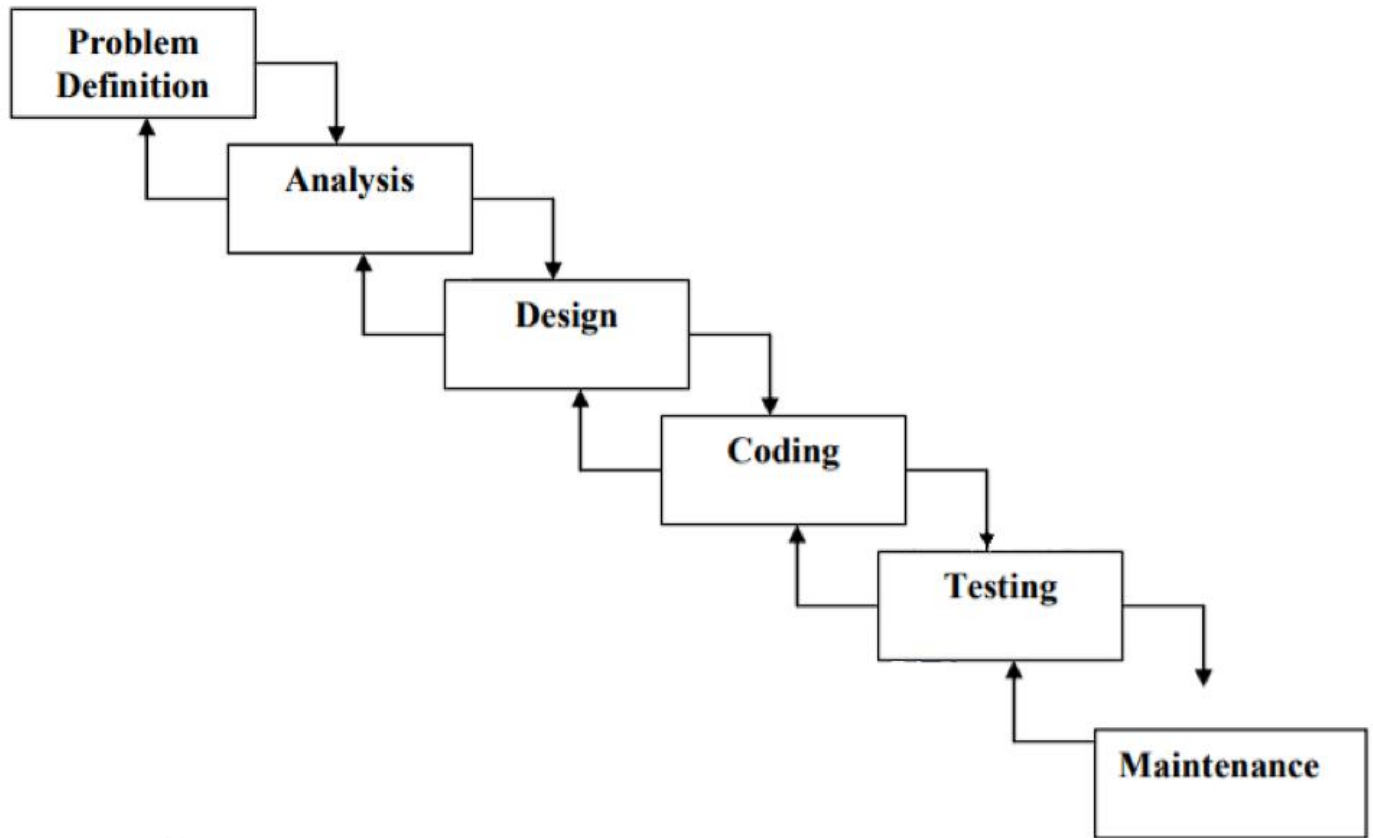 Problem
Definition
Analysis
Design
Coding
Testing
Maintenance